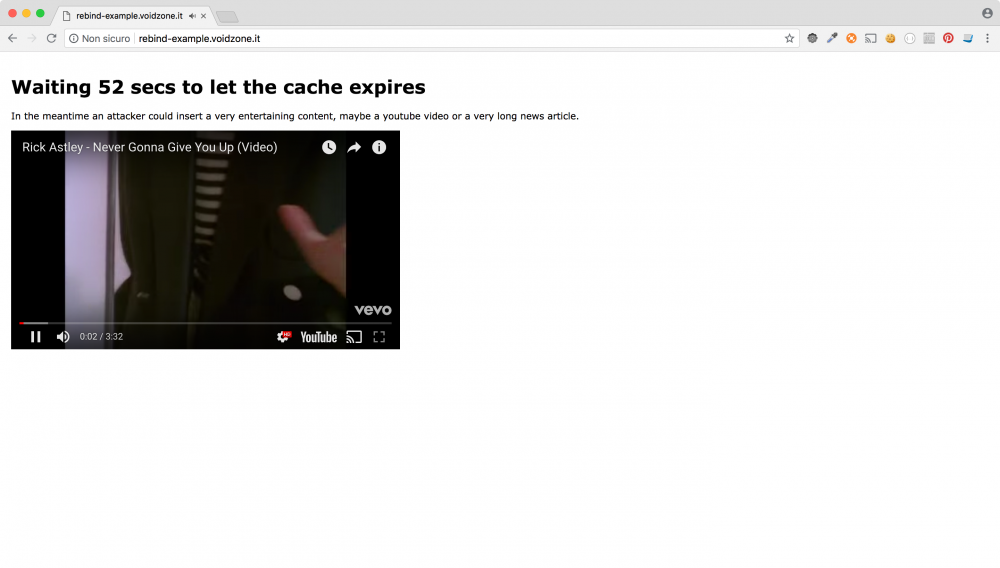 rebind-example.voidzone.it
Non sicuro rebind-example.voidzone.it
Waiting 52 secs to let the cache expires
In the meantime an attacker could insert a very entertaining content, maybe a youtube video or a very long news article.
Rick Astley - Never Gonna Give You Up (Video)
vevo
0:02 / 3:32 HD YouTube